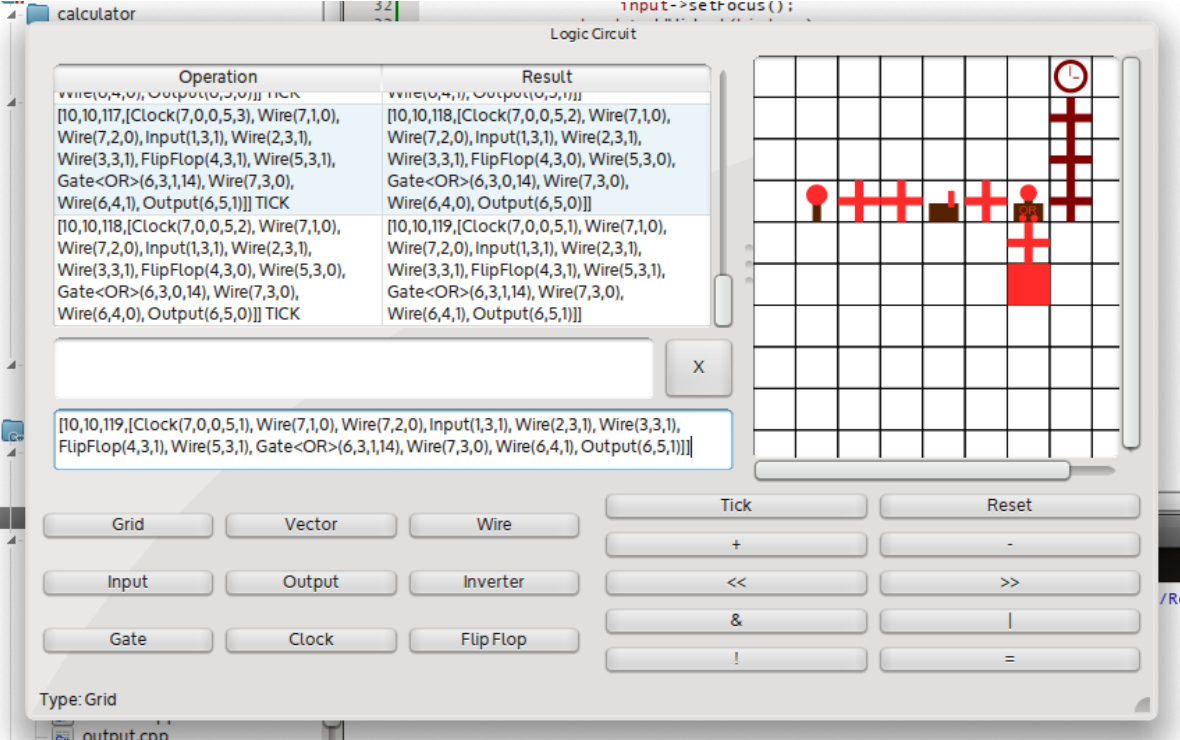 calculator
32
input->setFocus();
Logic Circuit
Operation
Result
Wire(6,4,0), Output(6,5,0)]] TICK
Wire(6,4,1), Output(6,5,1)]]
[10,10,117,[Clock(7,0,0,5,3), Wire(7,1,0),
Wire(7,2,0), Input(1,3,1), Wire(2,3,1),
Wire(3,3,1), FlipFlop(4,3,1), Wire(5,3,1),
Gate<OR>(6,3,1,14), Wire(7,3,0),
Wire(6,4,1), Output(6,5,1)]] TICK
[10,10,118,[Clock(7,0,0,5,2), Wire(7,1,0),
Wire(7,2,0), Input(1,3,1), Wire(2,3,1),
Wire(3,3,1), FlipFlop(4,3,0), Wire(5,3,0),
Gate<OR>(6,3,0,14), Wire(7,3,0),
Wire(6,4,0), Output(6,5,0)]]
[10,10,118,[Clock(7,0,0,5,2), Wire(7,1,0),
Wire(7,2,0), Input(1,3,1), Wire(2,3,1),
Wire(3,3,1), FlipFlop(4,3,0), Wire(5,3,0),
Gate<OR>(6,3,0,14), Wire(7,3,0),
Wire(6,4,0), Output(6,5,0)]] TICK
[10,10,119,[Clock(7,0,0,5,1), Wire(7,1,0),
Wire(7,2,0), Input(1,3,1), Wire(2,3,1),
Wire(3,3,1), FlipFlop(4,3,1), Wire(5,3,1),
Gate<OR>(6,3,1,14), Wire(7,3,0),
Wire(6,4,1), Output(6,5,1)]]
OR
X
[10,10,119,[Clock(7,0,0,5,1), Wire(7,1,0), Wire(7,2,0), Input(1,3,1), Wire(2,3,1), Wire(3,3,1),
FlipFlop(4,3,1), Wire(5,3,1), Gate<OR>(6,3,1,14), Wire(7,3,0), Wire(6,4,1), Output(6,5,1)]]
Grid
Vector
Wire
Input
Output
Inverter
Gate
Clock
Flip Flop
Tick
Reset
+
-
<<
>>
&
|
!
=
Type: Grid
output.cpp